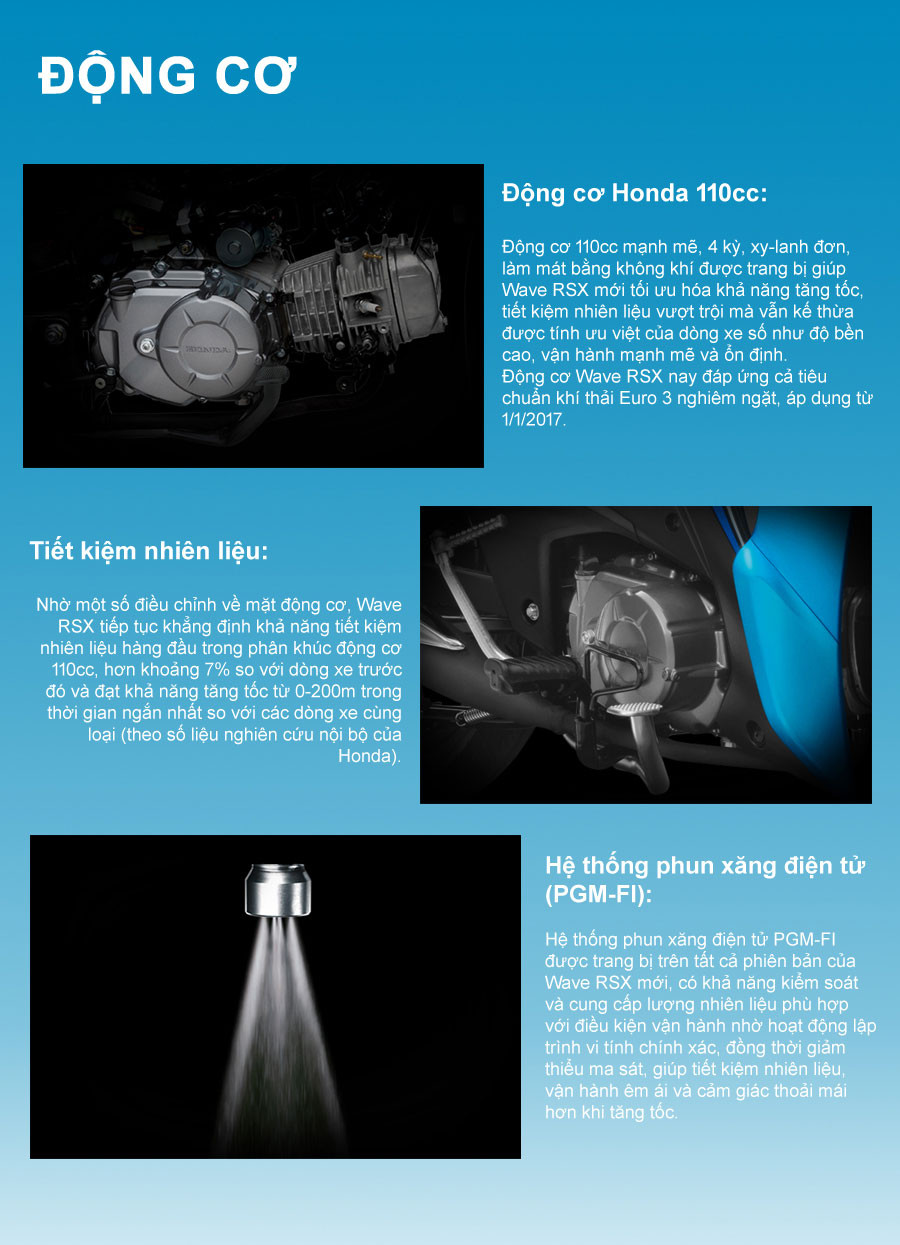 ĐỘNG CƠ
Động cơ Honda 110cc:
Động cơ 110cc mạnh mẽ, 4 kỳ, xy-lanh đơn,
làm mát bằng không khí được trang bị giúp
Wave RSX mới tối ưu hóa khả năng tăng tốc,
tiết kiệm nhiên liệu vượt trội mà vẫn kế thừa
được tính ưu việt của dòng xe số như độ bền
cao, vận hành mạnh mẽ và ổn định.
Động cơ Wave RSX nay đáp ứng cả tiêu
chuẩn khí thải Euro 3 nghiêm ngặt, áp dụng từ
1/1/2017.
HONDA
Tiết kiệm nhiên liệu:
Nhờ một số điều chỉnh về mặt động cơ, Wave
RSX tiếp tục khẳng định khả năng tiết kiệm
nhiên liệu hàng đầu trong phân khúc động cơ
110cc, hơn khoảng 7% so với dòng xe trước
đó và đạt khả năng tăng tốc từ 0-200m trong
thời gian ngắn nhất so với các dòng xe cùng
loại (theo số liệu nghiên cứu nội bộ của
Honda).
Hệ thống phun xăng điện tử
(PGM-FI):
Hệ thống phun xăng điện tử PGM-FI
được trang bị trên tất cả phiên bản của
Wave RSX mới, có khả năng kiểm soát
và cung cấp lượng nhiên liệu phù hợp
với điều kiện vận hành nhờ hoạt động lập
trình vi tính chính xác, đồng thời giảm
thiểu ma sát, giúp tiết kiệm nhiên liệu,
vận hành êm ái và cảm giác thoải mái
hơn khi tăng tốc.